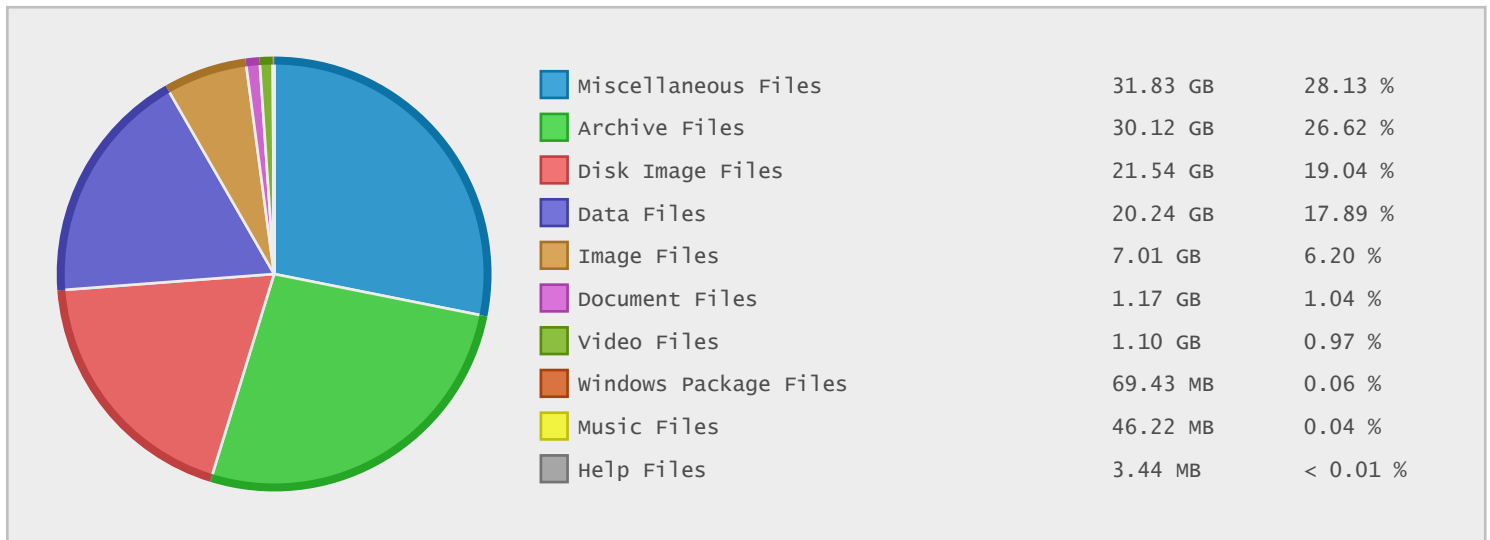 Miscellaneous Files 31.83 GB 28.13 %
Archive Files 30.12 GB 26.62 %
Disk Image Files 21.54 GB 19.04 %
Data Files 20.24 GB 17.89 %
Image Files 7.01 GB 6.20 %
Document Files 1.17 GB 1.04 %
Video Files 1.10 GB 0.97 %
Windows Package Files 69.43 MB 0.06 %
Music Files 46.22 MB 0.04 %
Help Files 3.44 MB < 0.01 %